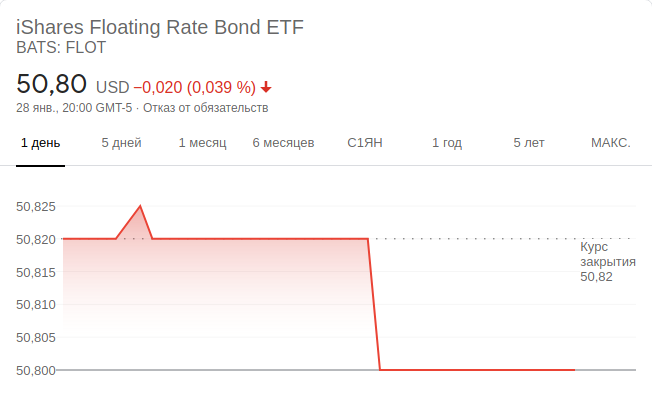 iShares Floating Rate Bond ETF
BATS: FLOT
50,80 USD −0,020 (0,039 %)
28 янв., 20:00 GMT-5 · Отказ от обязательств
1 день 5 дней 1 месяц 6 месяцев С1ЯН 1 год 5 лет МАКС.
50,825
50,820
50,815
50,810
50,805
50,800
Курс
закрытия
50,82